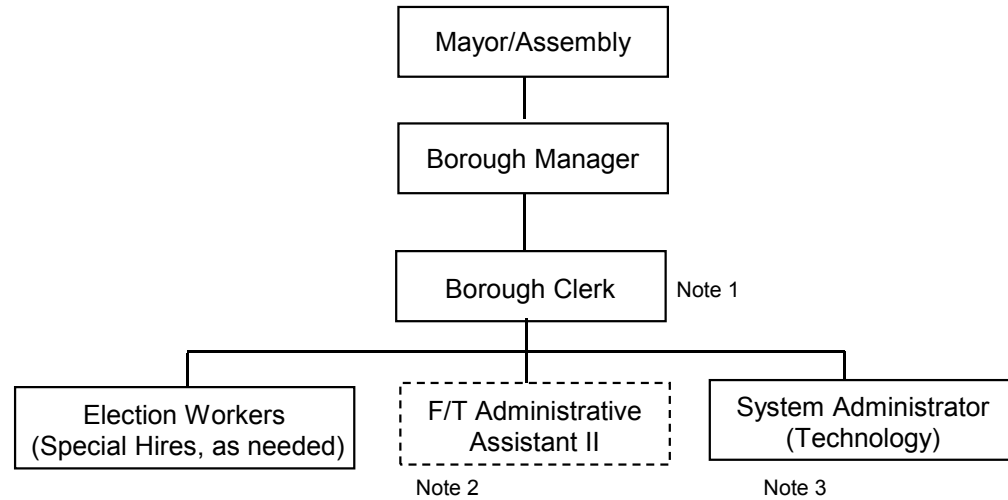 Mayor/Assembly
Borough Manager
Borough Clerk
Note 1
Election Workers
(Special Hires, as needed)
F/T Administrative
Assistant II
System Administrator
(Technology)
Note 2
Note 3